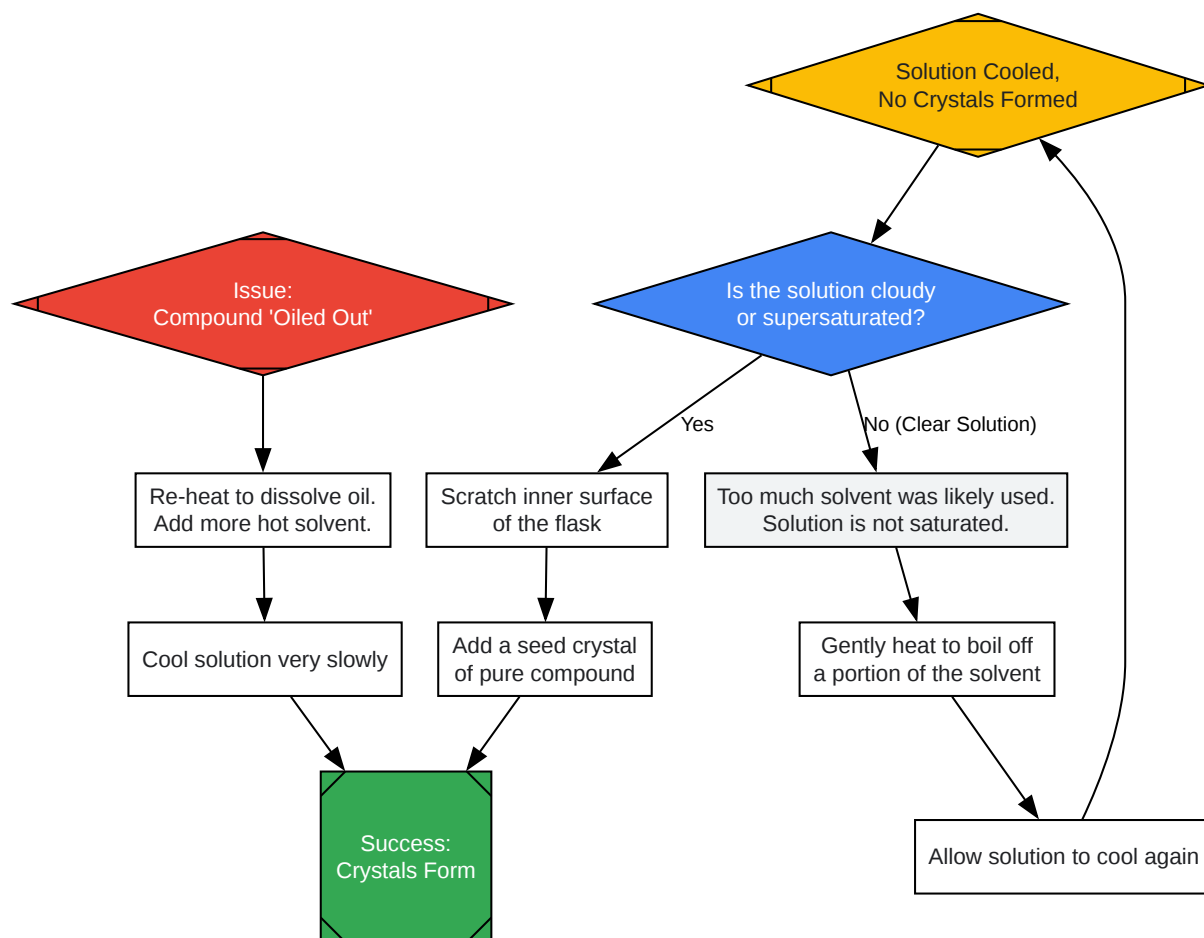 Solution Cooled,
No Crystals Formed
Issue:
Compound 'Oiled Out'
Is the solution cloudy
or supersaturated?
Yes
No (Clear Solution)
Re-heat to dissolve oil.
Add more hot solvent.
Scratch inner surface
of the flask
Too much solvent was likely used.
Solution is not saturated.
Cool solution very slowly
Add a seed crystal
of pure compound
Gently heat to boil off
a portion of the solvent
Success:
Crystals Form
Allow solution to cool again